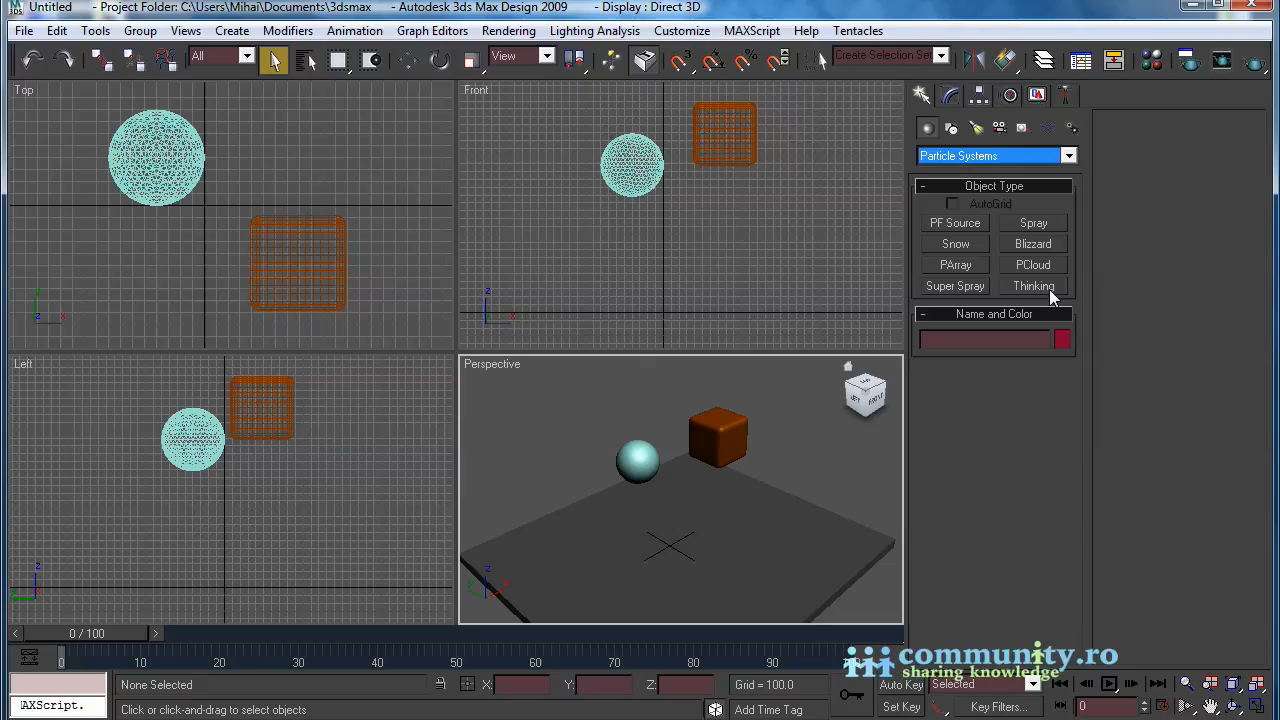 Untitled - Project Folder: C:\Users\Mihai\Documents\3dsmax - Autodesk 3ds Max Design 2009 - Display : Direct 3D
File Edit Tools Group Views Create Modifiers Animation Graph Editors Rendering Lighting Analysis Customize MAXScript Help Tentacles
All View Create Selection Set
Top
Front
Particle Systems
- Object Type
AutoGrid
PF Source Spray
Snow Blizzard
PArray PCloud
Super Spray Thinking
- Name and Color
z
y
z x
z
x
Left
Perspective
LEFT FRONT
z
y
x
z
y x
< 0 / 100 >
0 10 20 30 40 50 60 70 80 90
community.ro
sharing knowledge
None Selected X: Y: Z: Grid = 100.0 Auto Key Selected
AXScript. Click or click-and-drag to select objects Add Time Tag Set Key Key Filters... 0